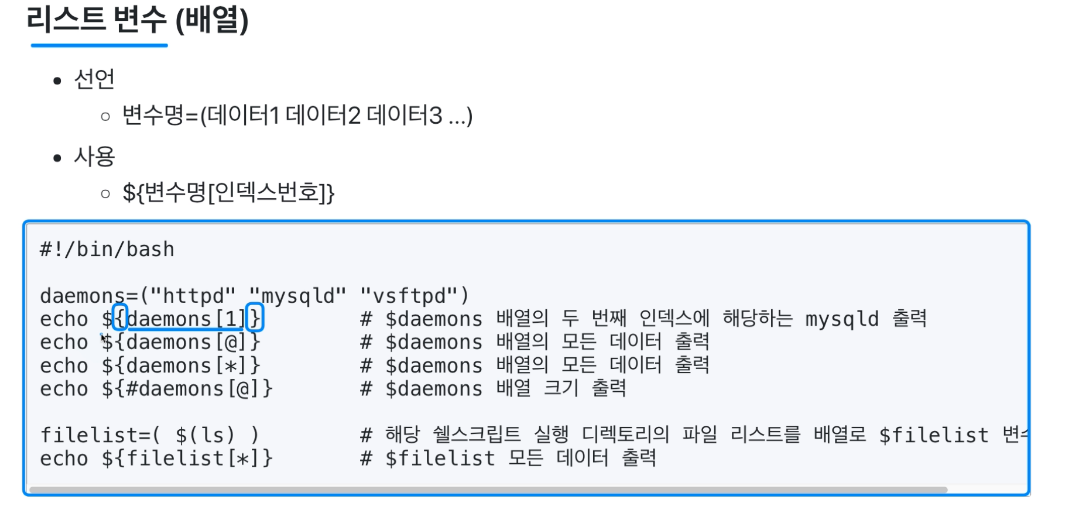 리스트 변수 (배열)
• 선언
○ 변수명=(데이터1 데이터2 데이터3 ...)
• 사용
○ ${변수명[인덱스번호]}
#!/bin/bash
daemons=("httpd" "mysqld" "vsftpd")
echo ${daemons[1]} # $daemons 배열의 두 번째 인덱스에 해당하는 mysqld 출력
echo ${daemons[@]} # $daemons 배열의 모든 데이터 출력
echo ${daemons[*]} # $daemons 배열의 모든 데이터 출력
echo ${#daemons[@]} # $daemons 배열 크기 출력
filelist=( $(ls) ) # 해당 쉘스크립트 실행 디렉토리의 파일 리스트를 배열로 $filelist
echo ${filelist[*]} # $filelist 모든 데이터 출력